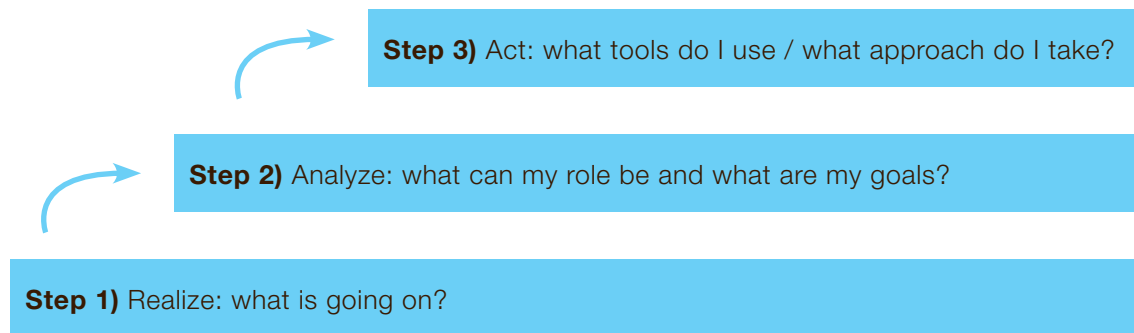 Step 3) Act: what tools do I use / what approach do I take?
Step 2) Analyze: what can my role be and what are my goals?
Step 1) Realize: what is going on?